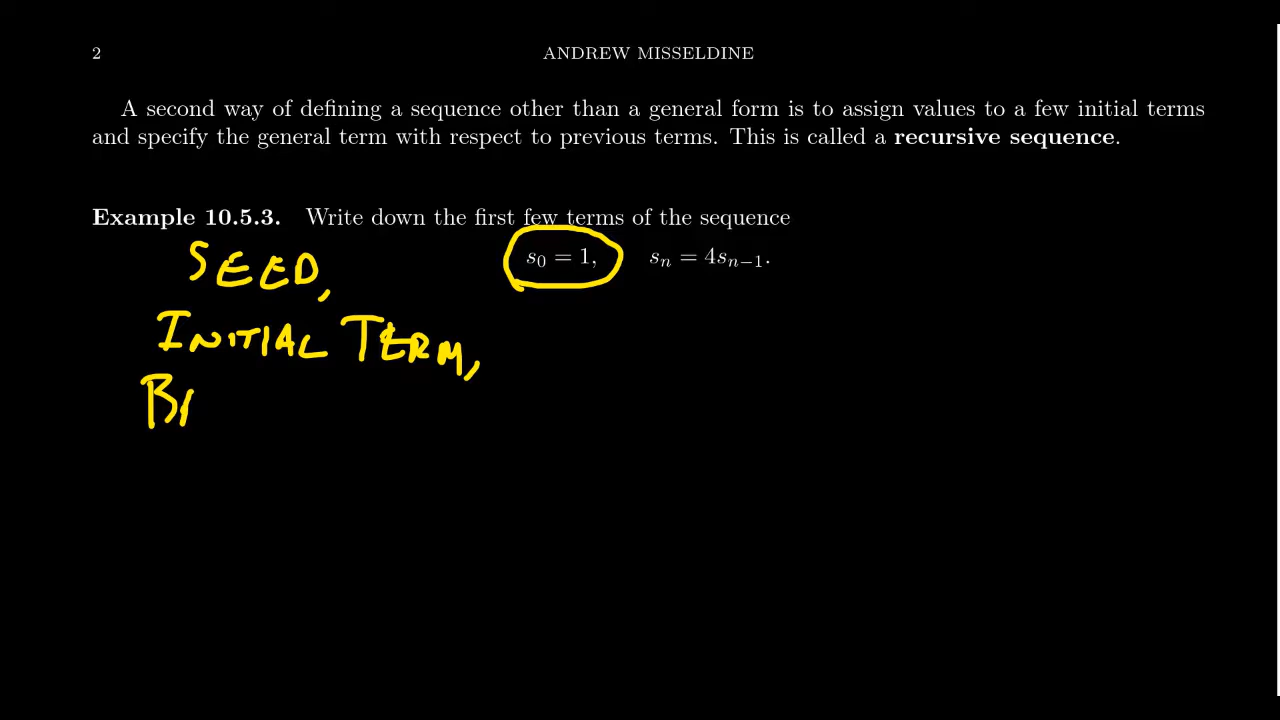 2 ANDREW MISSELDINE
A second way of defining a sequence other than a general form is to assign values to a few initial terms
and specify the general term with respect to previous terms. This is called a recursive sequence.
Example 10.5.3. Write down the first few terms of the sequence
s₀ = 1, sₙ = 4sₙ₋₁.
SEED,
INITIAL TERM,